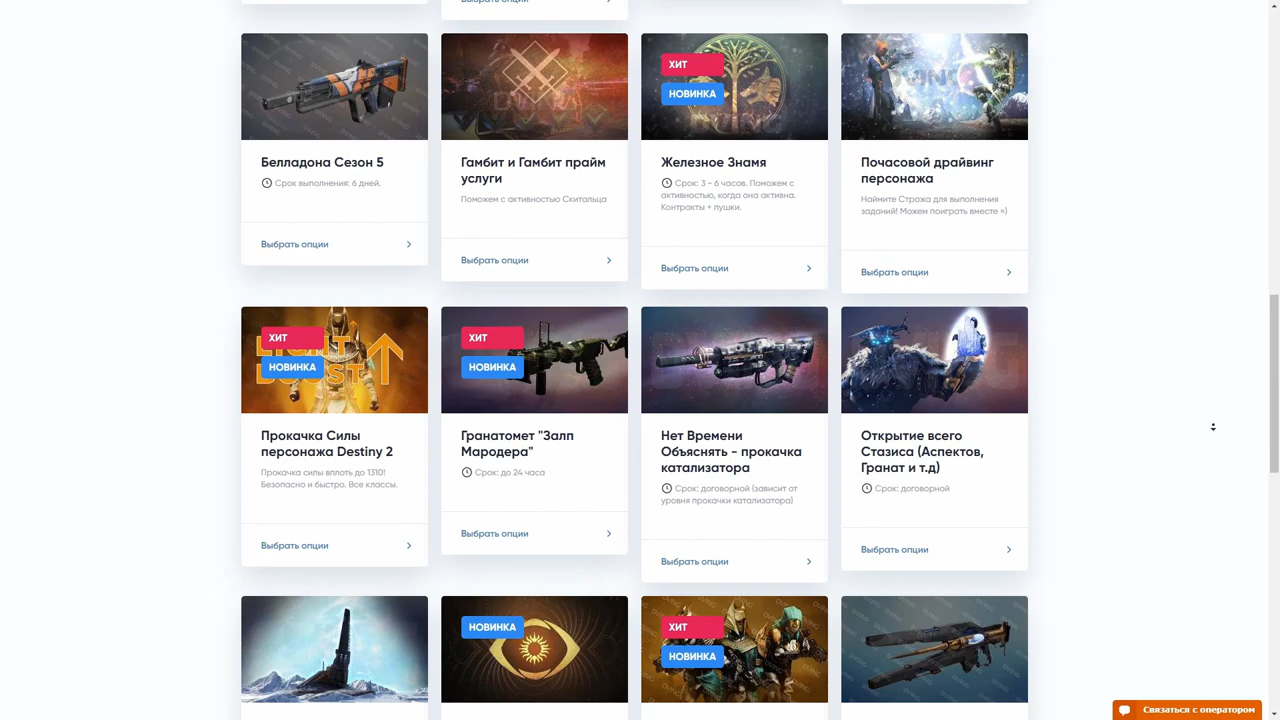 Выбрать опции
ХИТ
НОВИНКА
Белладона Сезон 5
Срок выполнения: 6 дней.
Выбрать опции
Гамбит и Гамбит прайм
услуги
Поможем с активностью Скитальца
Выбрать опции
Железное Знамя
Срок: 3 - 6 часов. Поможем с
активностью, когда она активна.
Контракты + пушки.
Выбрать опции
Почасовой драйвинг
персонажа
Наймите Стража для выполнения
заданий! Можем поиграть вместе =)
Выбрать опции
ХИТ
НОВИНКА
LIGHT
BOOST
Прокачка Силы
персонажа Destiny 2
Прокачка силы вплоть до 1310!
Безопасно и быстро. Все классы.
Выбрать опции
ХИТ
НОВИНКА
Гранатомет "Залп
Мародера"
Срок: до 24 часа
Выбрать опции
Нет Времени
Объяснять - прокачка
катализатора
Срок: договорной (зависит от
уровня прокачки катализатора)
Выбрать опции
Открытие всего
Стазиса (Аспектов,
Гранат и т.д)
Срок: договорной
Выбрать опции
НОВИНКА
ХИТ
НОВИНКА
Связаться с оператором